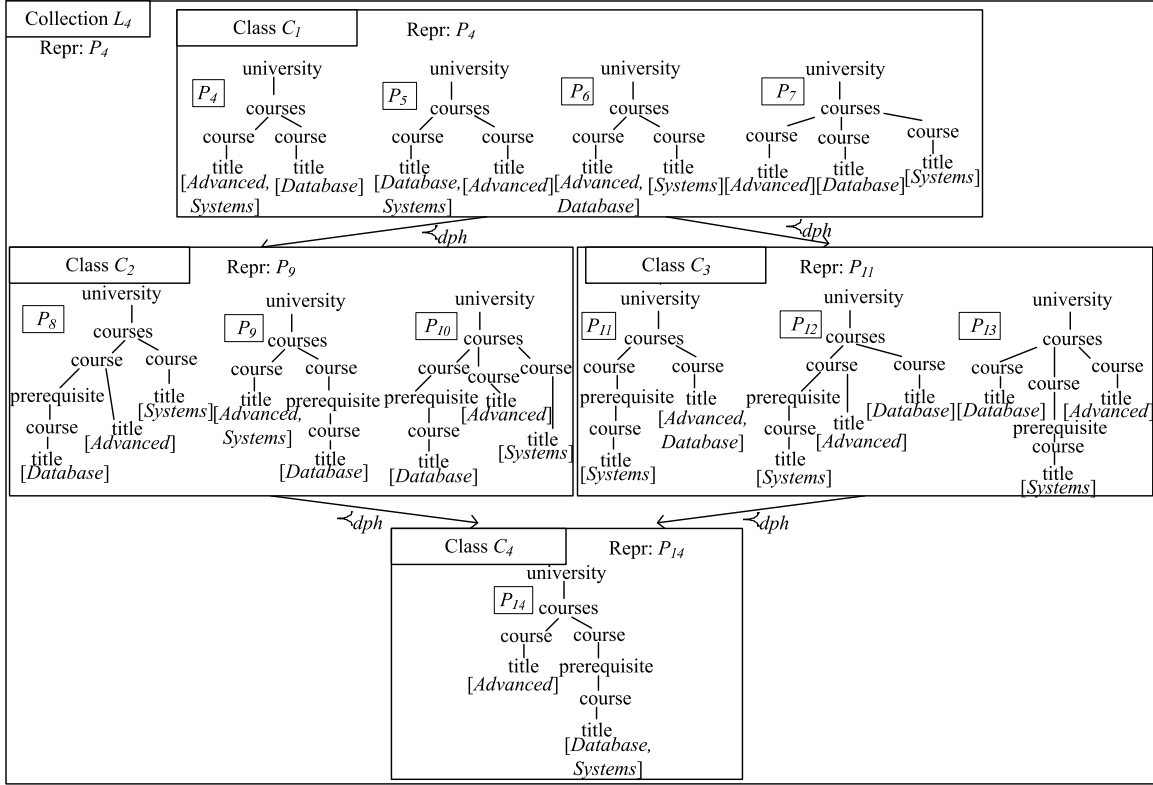 Collection L4
Repr: P4
Class C1
Repr: P4
P4
university
courses
course course
title title
[Advanced, [Database]
Systems]
P5
university
courses
course course
title title
[Database, [Advanced]
Systems]
P6
university
courses
course course
title title
[Advanced, [Systems]
Database]
P7
university
courses
course course course
title title title
[Advanced] [Database] [Systems]
≺dph ≺dph
Class C2
Repr: P9
P8
university
courses
course course
prerequisite title
course [Systems]
title title
[Database] [Advanced]
P9
university
courses
course course
title prerequisite
[Advanced, course
Systems] title
[Database]
P10
university
courses
course course course
prerequisite title
course [Advanced]
title title
[Database] [Systems]
Class C3
Repr: P11
P11
university
courses
course course
prerequisite title
course [Advanced,
title Database]
[Systems]
P12
university
courses
course course
prerequisite title
course title [Database]
title [Advanced]
[Systems]
P13
university
courses
course course course
title title
[Database] [Advanced]
prerequisite
course
title
[Systems]
≺dph ≺dph
Class C4
Repr: P14
P14
university
courses
course course
title prerequisite
[Advanced] course
title
[Database,
Systems]